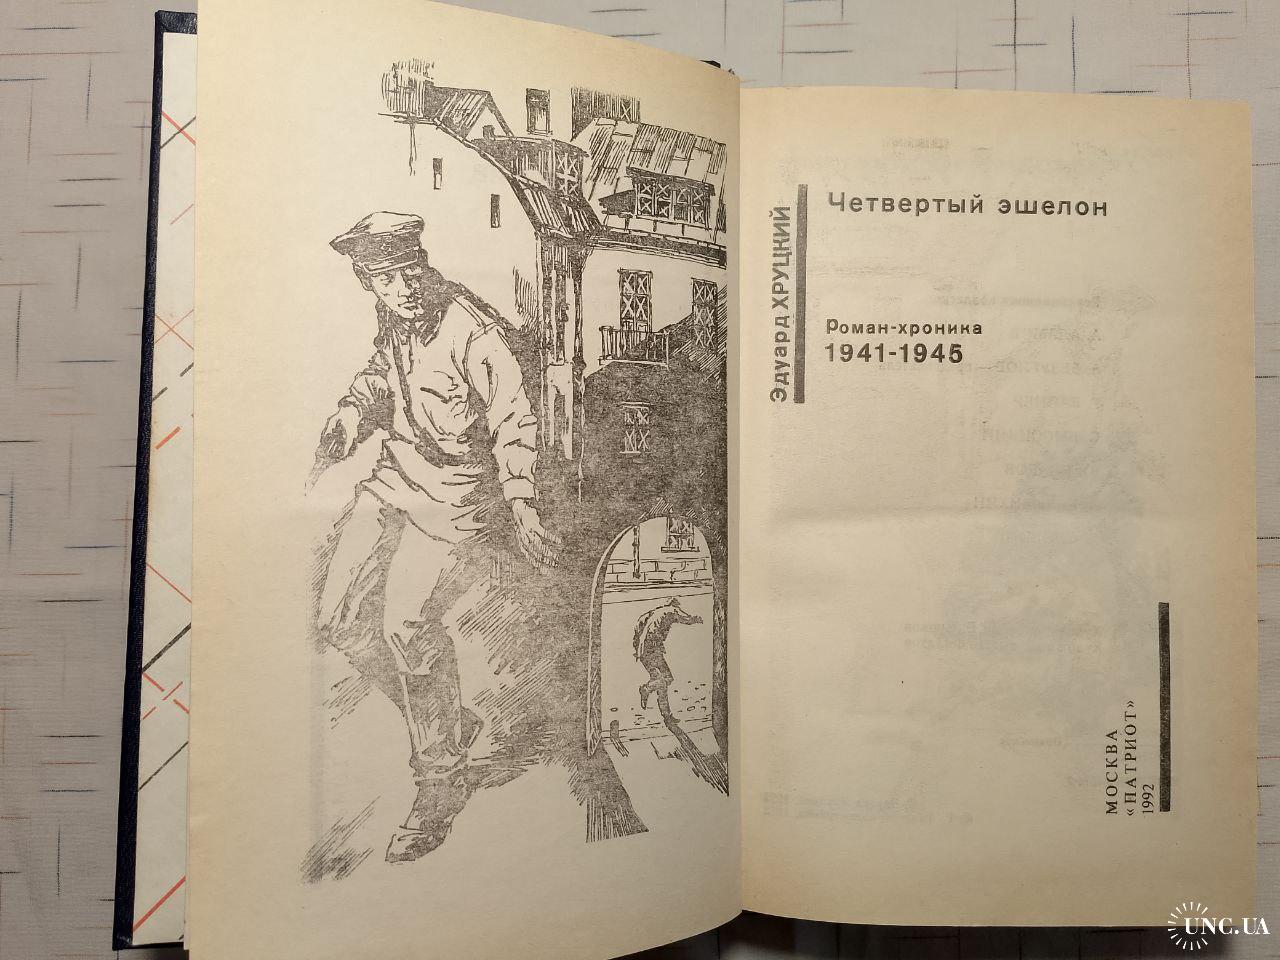 Эдуард ХРУЦКИЙ
Четвертый эшелон
Роман-хроника
1941-1945
МОСКВА
«ПАТРИОТ»
1992
UNC.UA